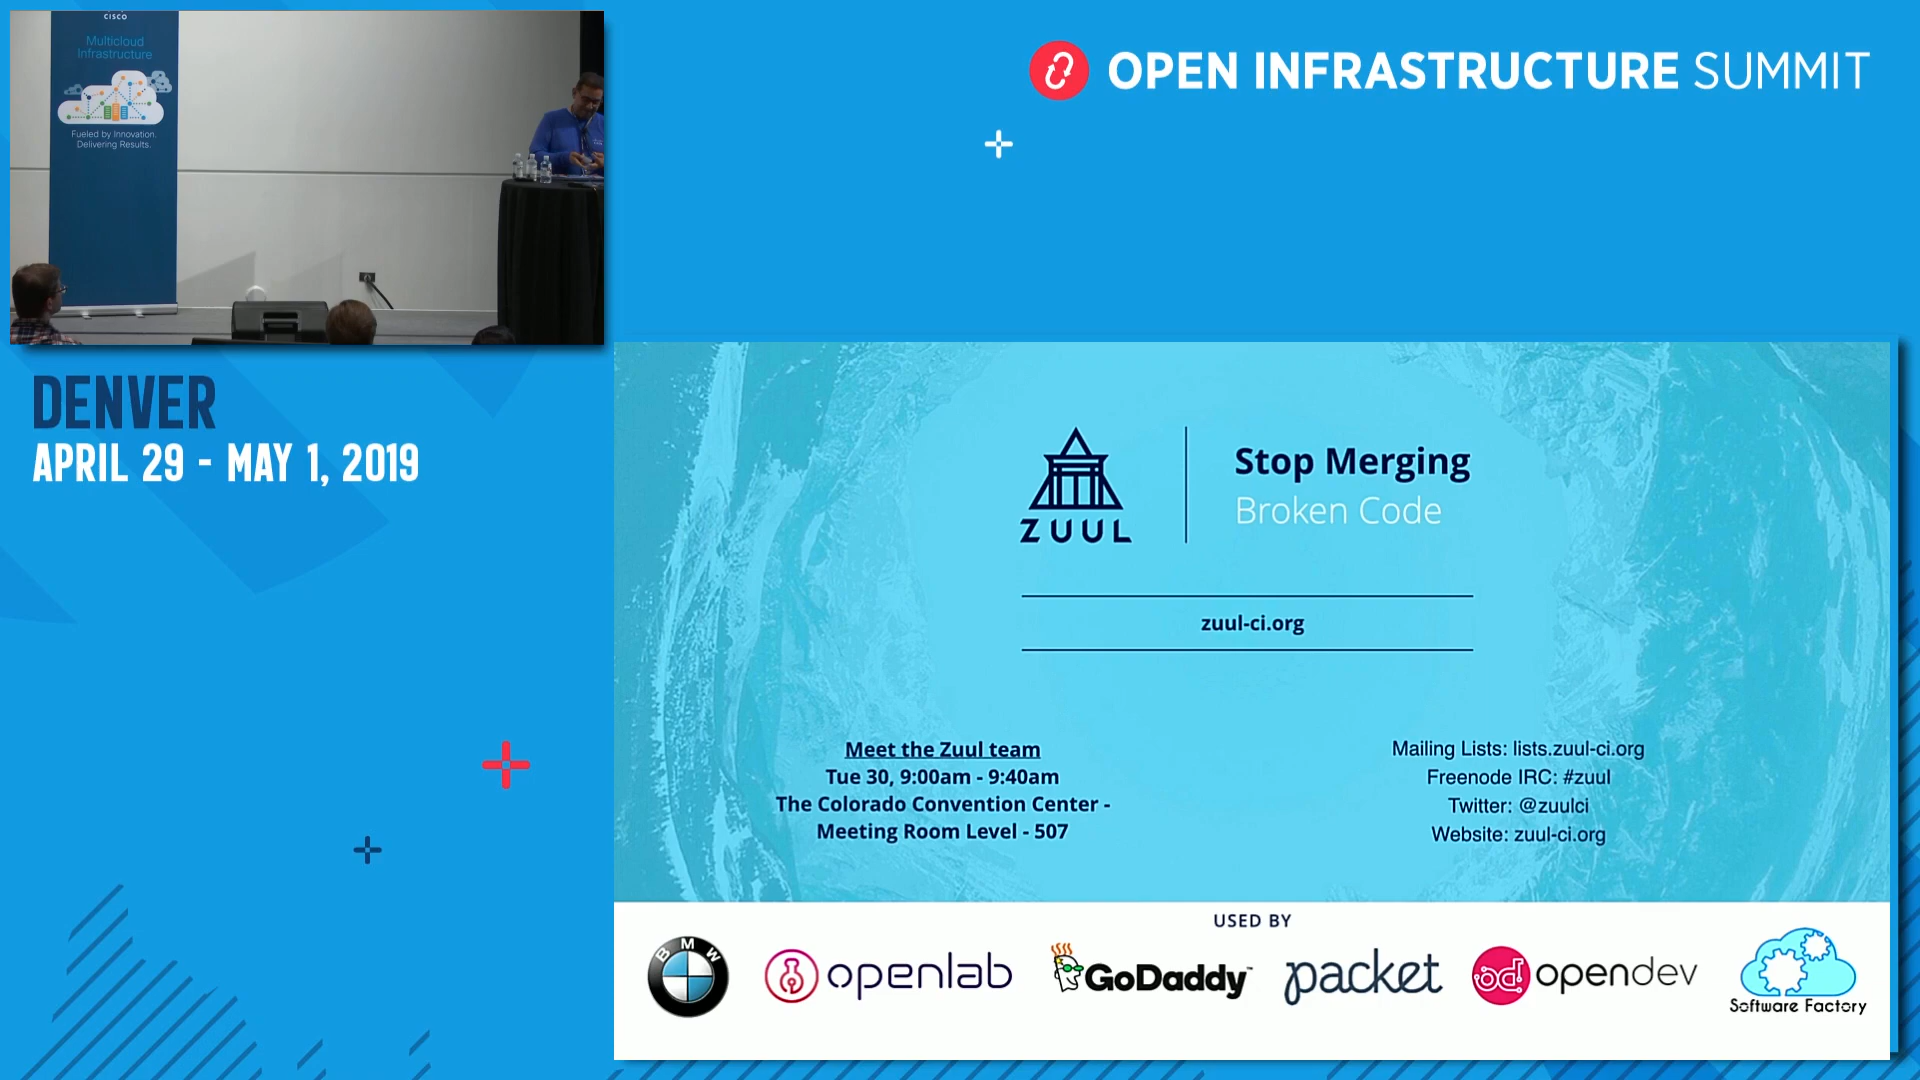 CISCO
Multicloud
Infrastructure
Fueled by Innovation.
Delivering Results.
OPEN INFRASTRUCTURE SUMMIT
DENVER
APRIL 29 - MAY 1, 2019
ZUUL
Stop Merging
Broken Code
zuul-ci.org
Meet the Zuul team
Tue 30, 9:00am - 9:40am
The Colorado Convention Center -
Meeting Room Level - 507
Mailing Lists: lists.zuul-ci.org
Freenode IRC: #zuul
Twitter: @zuulci
Website: zuul-ci.org
USED BY
BMW
openlab
GoDaddy
packet
od opendev
Software Factory